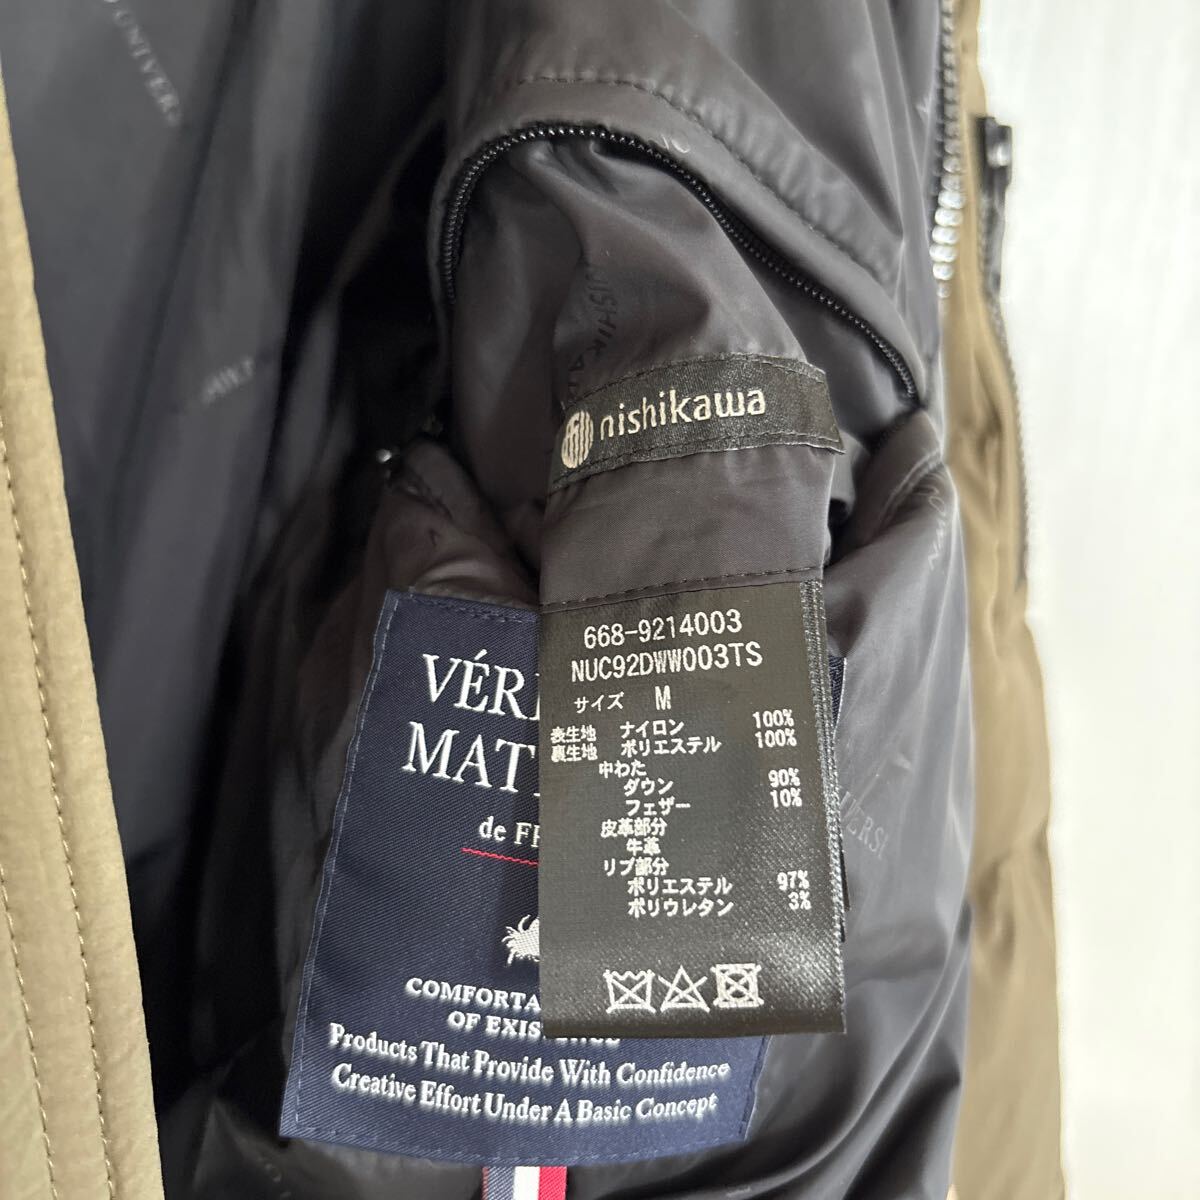 UNIVERS
nishikawa
668-9214003
NUC92DWW003TS
サイズ M
表生地 ナイロン 100%
裏生地 ポリエステル 100%
中わた
ダウン 90%
フェザー 10%
皮革部分
牛革
リブ部分
ポリエステル 97%
ポリウレタン 3%
VÉR
MAT
de FR
COMFORTA
OF EXISTENCE
Products That Provide With Confidence
Creative Effort Under A Basic Concept